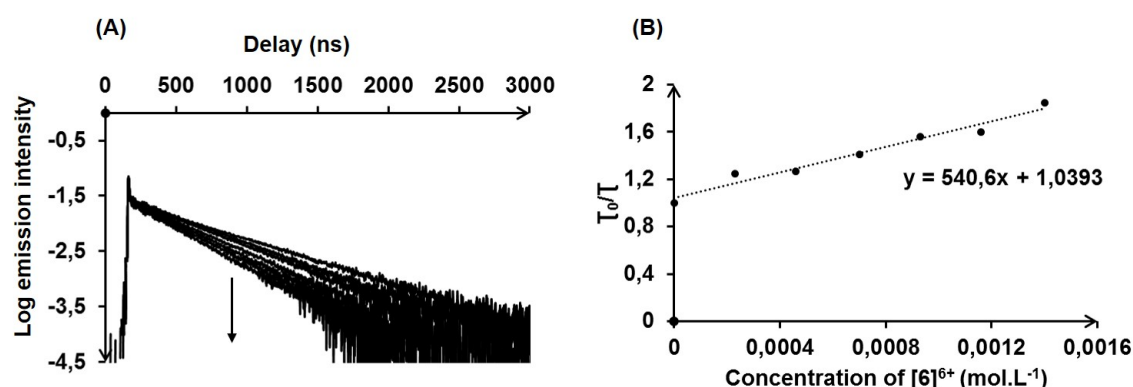 (A)
Delay (ns)
0 500 1000 1500 2000 2500 3000
Log emission intensity
-0,5
-1,5
-2,5
-3,5
-4,5
(B)
τ₀/τ
2
1,6
1,2
0,8
0,4
0
y = 540,6x + 1,0393
0 0,0004 0,0008 0,0012 0,0016
Concentration of [6]⁶⁺ (mol.L⁻¹)